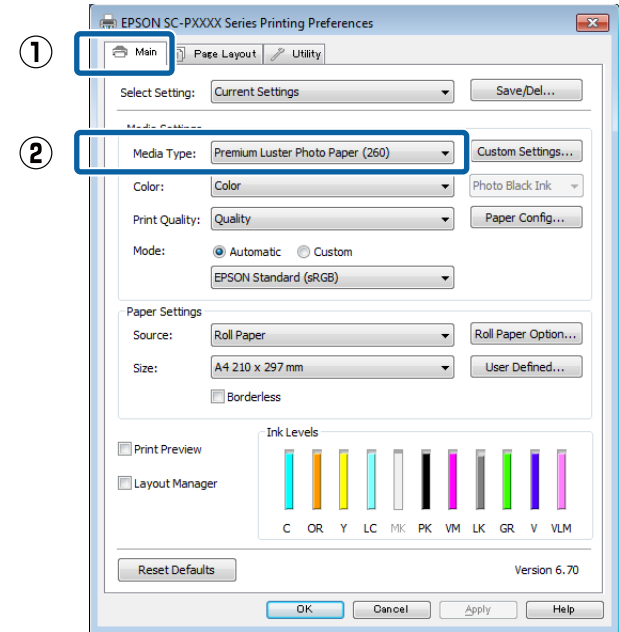 EPSON SC-PXXXX Series Printing Preferences
① Main Page Layout Utility
Select Setting: Current Settings Save/Del...
Media Settings
② Media Type: Premium Luster Photo Paper (260) Custom Settings...
Color: Color Photo Black Ink
Print Quality: Quality Paper Config...
Mode: Automatic Custom
EPSON Standard (sRGB)
Paper Settings
Source: Roll Paper Roll Paper Option...
Size: A4 210 x 297 mm User Defined...
Borderless
Ink Levels
Print Preview
Layout Manager
C OR Y LC MK PK VM LK GR V VLM
Reset Defaults Version 6.70
OK Cancel Apply Help